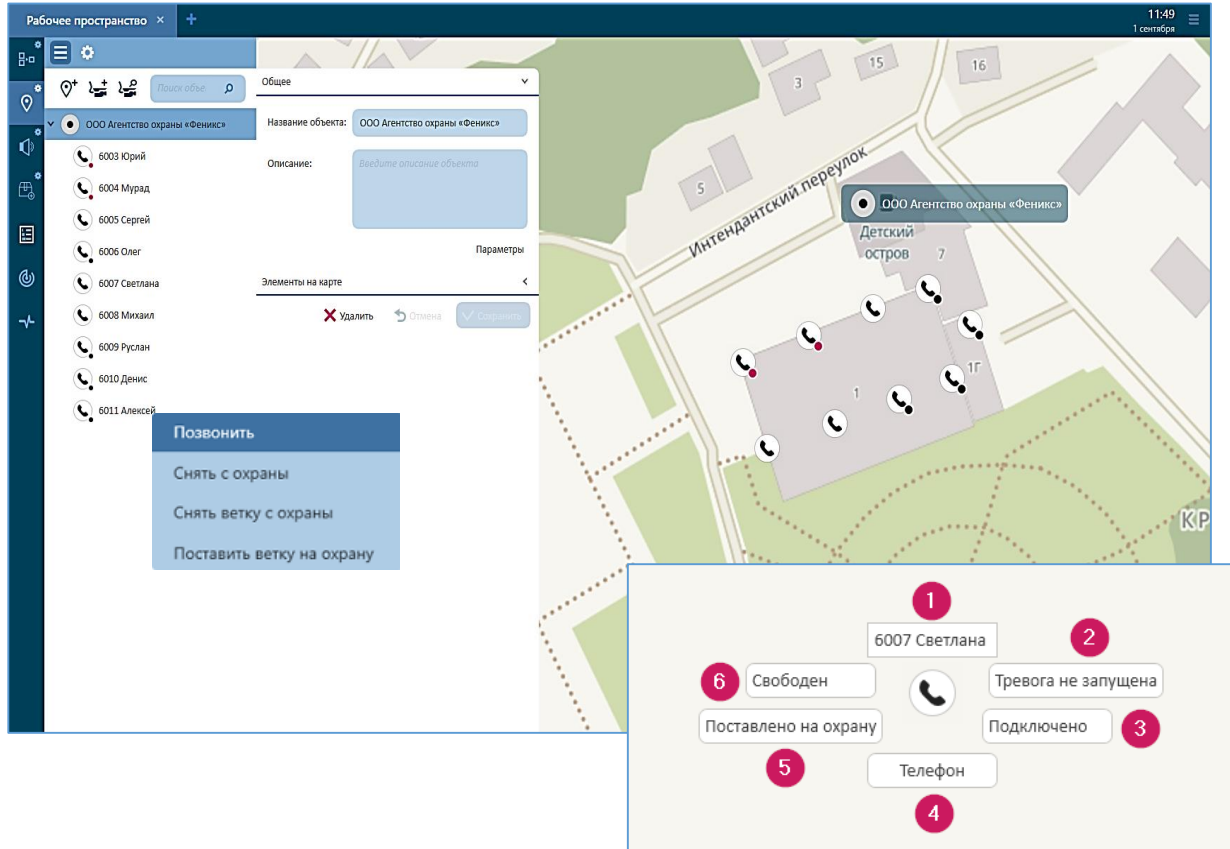 Рабочее пространство × +
11:49
1 сентября
Поиск объе
ООО Агентство охраны «Феникс»
6003 Юрий
6004 Мурад
6005 Сергей
6006 Олег
6007 Светлана
6008 Михаил
6009 Руслан
6010 Денис
6011 Алексей
Позвонить
Снять с охраны
Снять ветку с охраны
Поставить ветку на охрану
Общее
Название объекта: ООО Агентство охраны «Феникс»
Описание: Введите описание объекта
Параметры
Элементы на карте
Удалить Отмена Сохранить
3
15
16
5
Интендантский переулок
ООО Агентство охраны «Феникс»
Детский
остров
7
1
1Г
КР
1
6007 Светлана
2
6 Свободен Тревога не запущена
Поставлено на охрану Подключено 3
5
Телефон
4